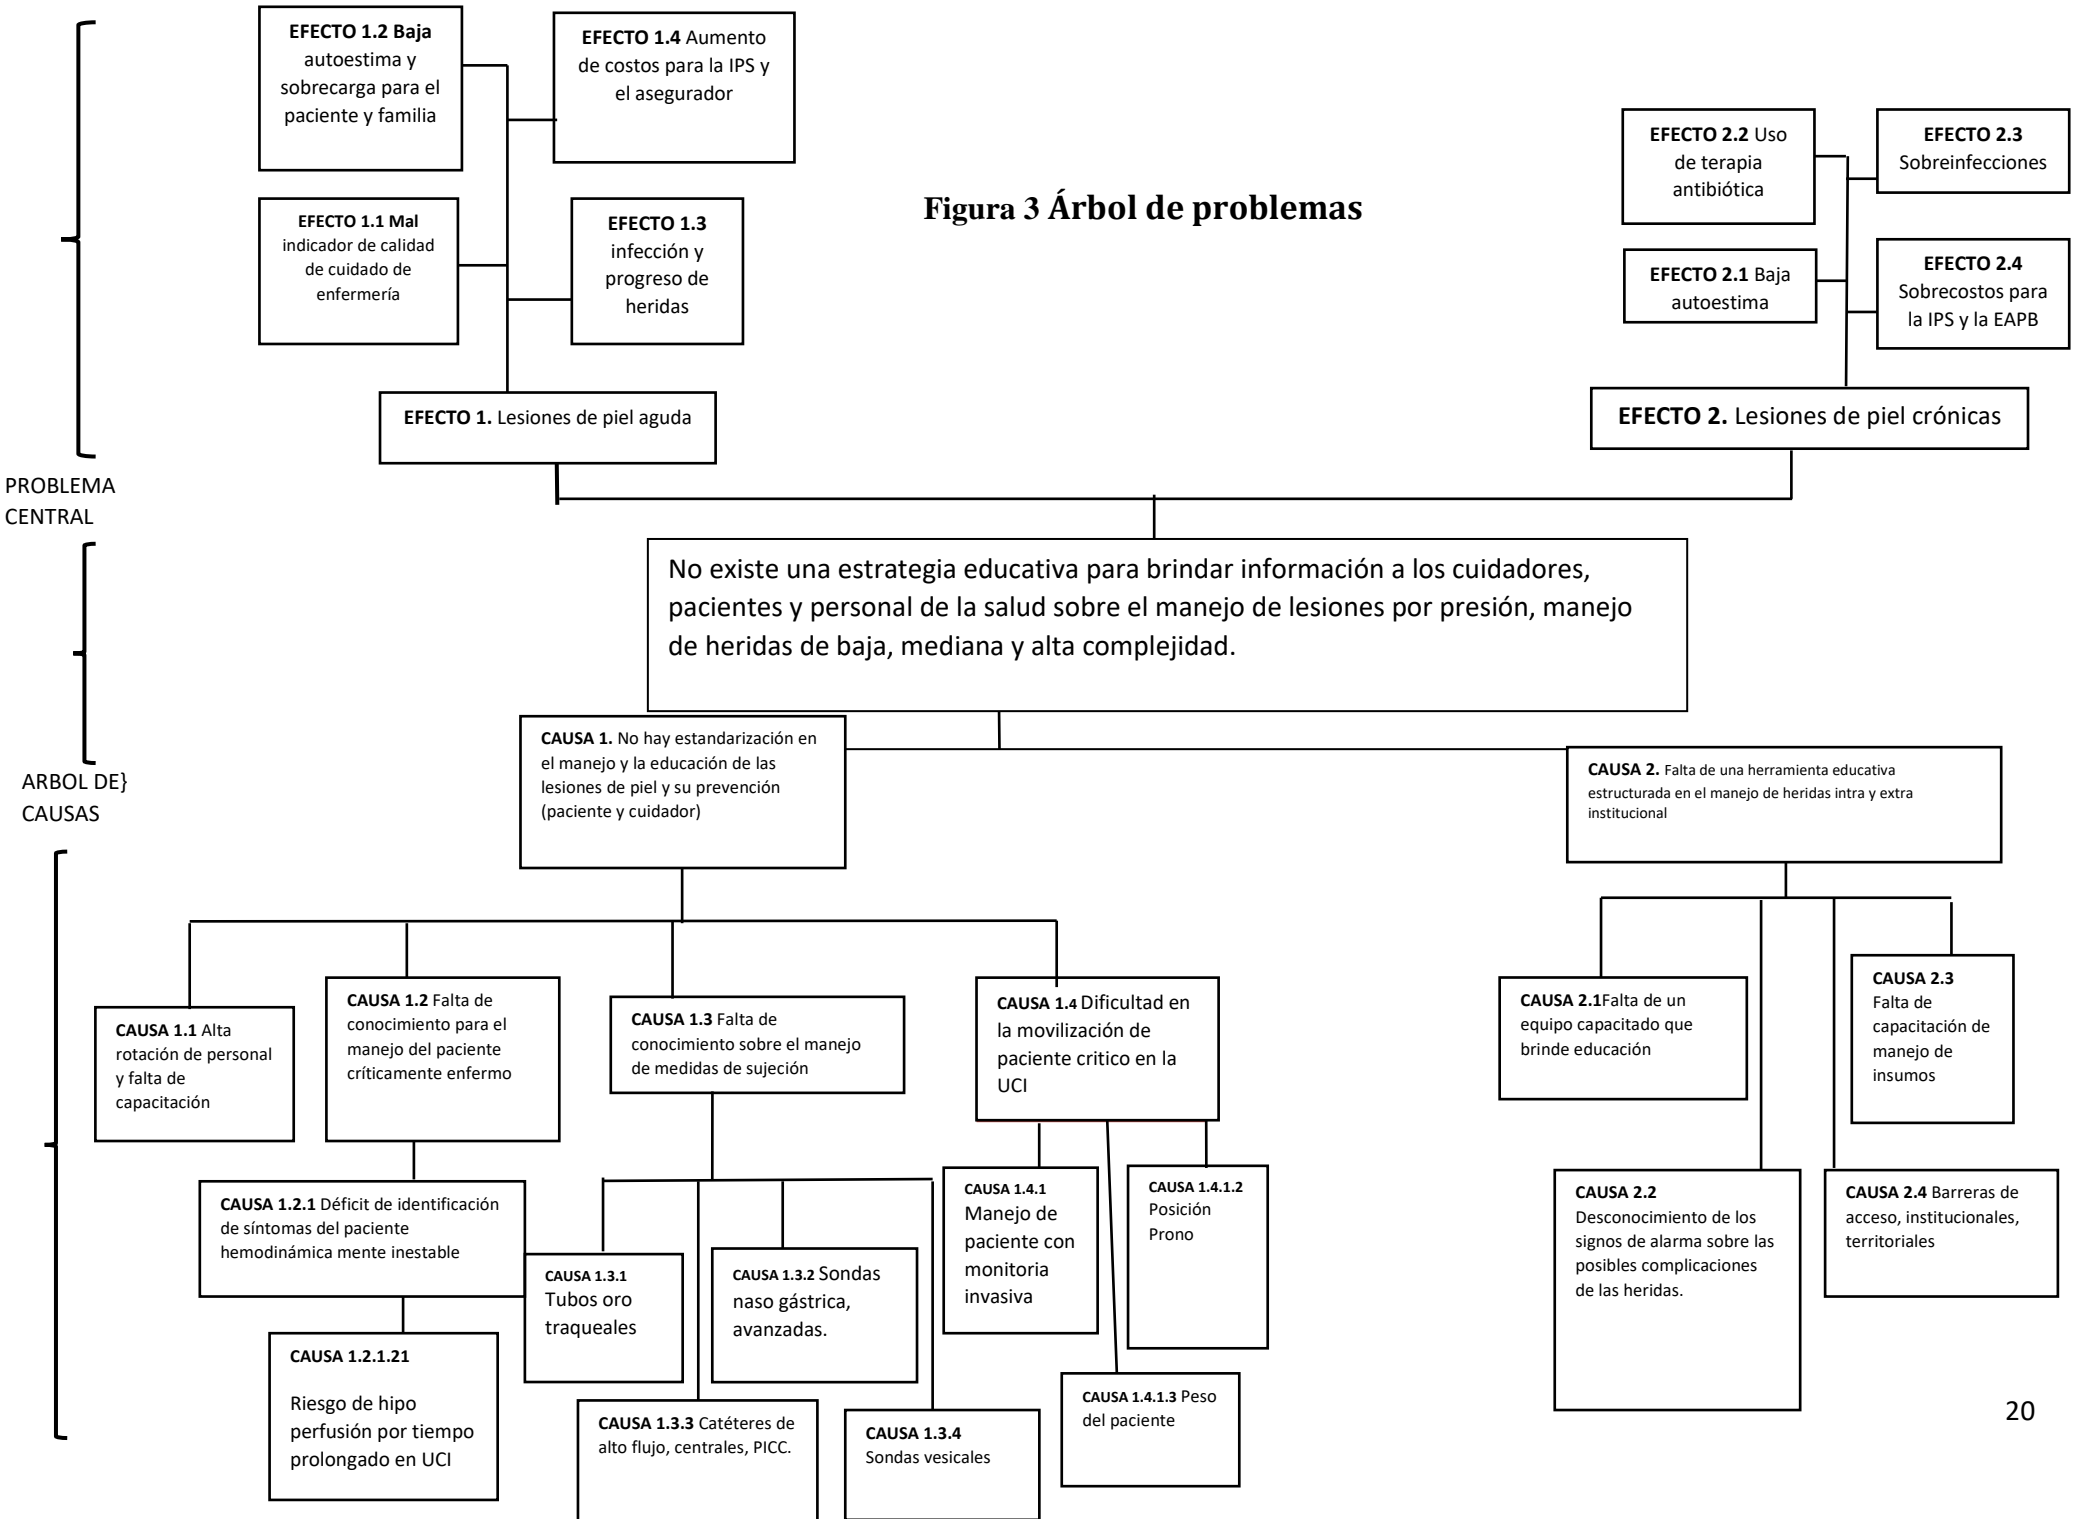 EFECTO 1.2 Baja
autoestima y
sobrecarga para el
paciente y familia
EFECTO 1.4 Aumento
de costos para la IPS y
el asegurador
EFECTO 2.2 Uso
de terapia
antibiótica
EFECTO 2.3
Sobreinfecciones
Figura 3 Árbol de problemas
EFECTO 1.1 Mal
indicador de calidad
de cuidado de
enfermería
EFECTO 1.3
infección y
progreso de
heridas
EFECTO 2.1 Baja
autoestima
EFECTO 2.4
Sobrecostos para
la IPS y la EAPB
EFECTO 1. Lesiones de piel aguda
EFECTO 2. Lesiones de piel crónicas
PROBLEMA
CENTRAL
No existe una estrategia educativa para brindar información a los cuidadores,
pacientes y personal de la salud sobre el manejo de lesiones por presión, manejo
de heridas de baja, mediana y alta complejidad.
CAUSA 1. No hay estandarización en
el manejo y la educación de las
lesiones de piel y su prevención
(paciente y cuidador)
CAUSA 2. Falta de una herramienta educativa
estructurada en el manejo de heridas intra y extra
institucional
ARBOL DE}
CAUSAS
CAUSA 1.1 Alta
rotación de personal
y falta de
capacitación
CAUSA 1.2 Falta de
conocimiento para el
manejo del paciente
críticamente enfermo
CAUSA 1.3 Falta de
conocimiento sobre el manejo
de medidas de sujeción
CAUSA 1.4 Dificultad en
la movilización de
paciente critico en la
UCI
CAUSA 2.1Falta de un
equipo capacitado que
brinde educación
CAUSA 2.3
Falta de
capacitación de
manejo de
insumos
CAUSA 1.2.1 Déficit de identificación
de síntomas del paciente
hemodinámica mente inestable
CAUSA 1.3.1
Tubos oro
traqueales
CAUSA 1.3.2 Sondas
naso gástrica,
avanzadas.
CAUSA 1.4.1
Manejo de
paciente con
monitoria
invasiva
CAUSA 1.4.1.2
Posición
Prono
CAUSA 2.2
Desconocimiento de los
signos de alarma sobre las
posibles complicaciones
de las heridas.
CAUSA 2.4 Barreras de
acceso, institucionales,
territoriales
CAUSA 1.2.1.21
Riesgo de hipo
perfusión por tiempo
prolongado en UCI
CAUSA 1.3.3 Catéteres de
alto flujo, centrales, PICC.
CAUSA 1.3.4
Sondas vesicales
CAUSA 1.4.1.3 Peso
del paciente
20